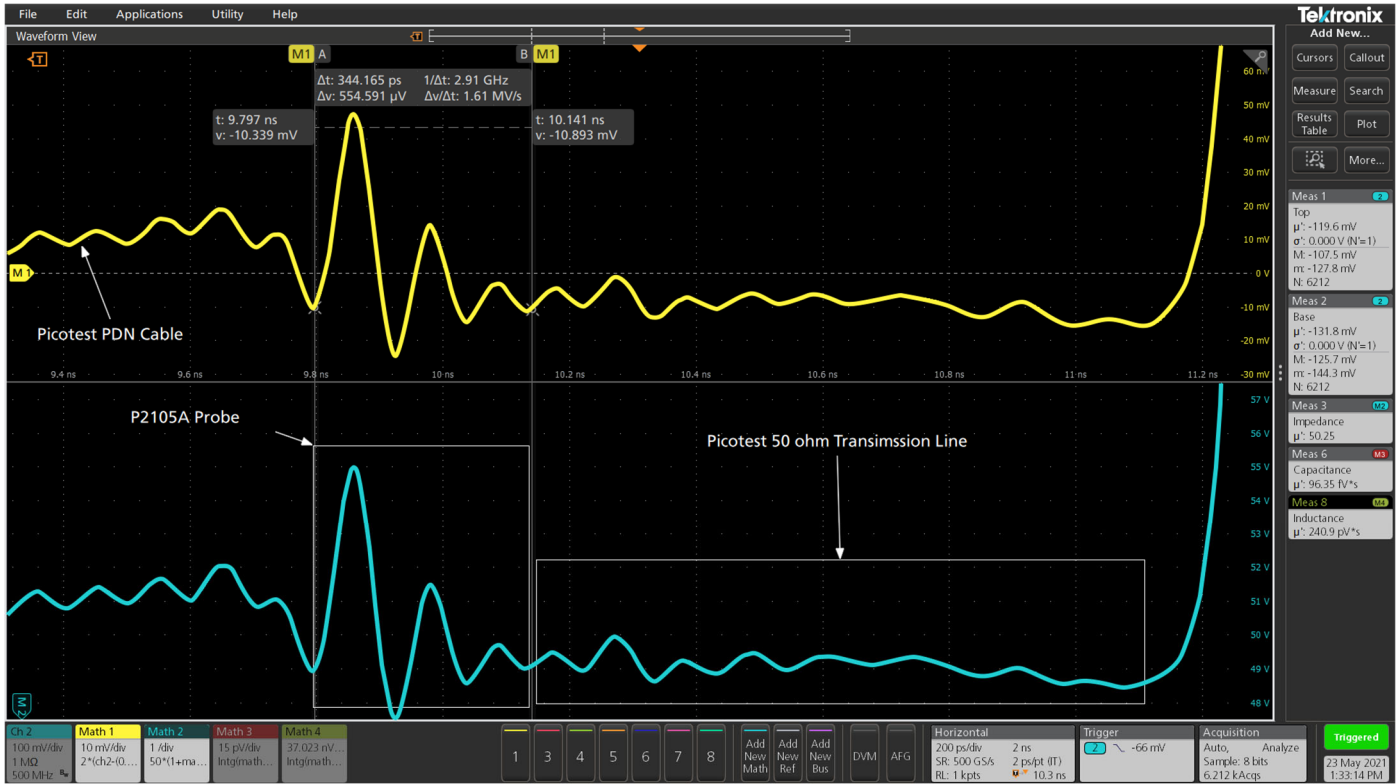 File Edit Applications Utility Help
Tektronix
Waveform View
Add New...
T
T
M1 A
B M1
Cursors Callout
Δt: 344.165 ps 1/Δt: 2.91 GHz
Δv: 554.591 µV Δv/Δt: 1.61 MV/s
Measure Search
t: 9.797 ns
v: -10.339 mV
t: 10.141 ns
v: -10.893 mV
Results Table
Plot
More...
50 mV
40 mV
30 mV
20 mV
10 mV
0 V
-10 mV
-20 mV
-30 mV
M 1
Picotest PDN Cable
9.4 ns 9.6 ns 9.8 ns 10 ns 10.2 ns 10.4 ns 10.6 ns 10.8 ns 11 ns 11.2 ns
P2105A Probe
Picotest 50 ohm Transimssion Line
57 V
56 V
55 V
54 V
53 V
52 V
51 V
50 V
49 V
48 V
M 2
Meas 1 2
Top
µ': -119.6 mV
σ': 0.000 V (N'=1)
M: -107.5 mV
m: -127.8 mV
N: 6212
Meas 2 2
Base
µ': -131.8 mV
σ': 0.000 V (N'=1)
M: -125.7 mV
m: -144.3 mV
N: 6212
Meas 3 M2
Impedance
µ': 50.25
Meas 6 M3
Capacitance
µ': 96.35 fV*s
Meas 8 M4
Inductance
µ': 240.9 pV*s
Ch 2
100 mV/div
1 MΩ
500 MHz
Math 1
10 mV/div
2*(ch2-(0....
Math 2
1 /div
50*(1+ma...
Math 3
15 pV/div
Intg(math...
Math 4
37.023 nV...
Intg(math...
1 2 3 4 5 6 7 8
Add New Math
Add New Ref
Add New Bus
DVM
AFG
Horizontal
200 ps/div 2 ns
SR: 500 GS/s 2 ps/pt (IT)
RL: 1 kpts 10.3 ns
Trigger
2 -66 mV
Acquisition
Auto, Analyze
Sample: 8 bits
6.212 kAcqs
Triggered
23 May 2021
1:33:14 PM